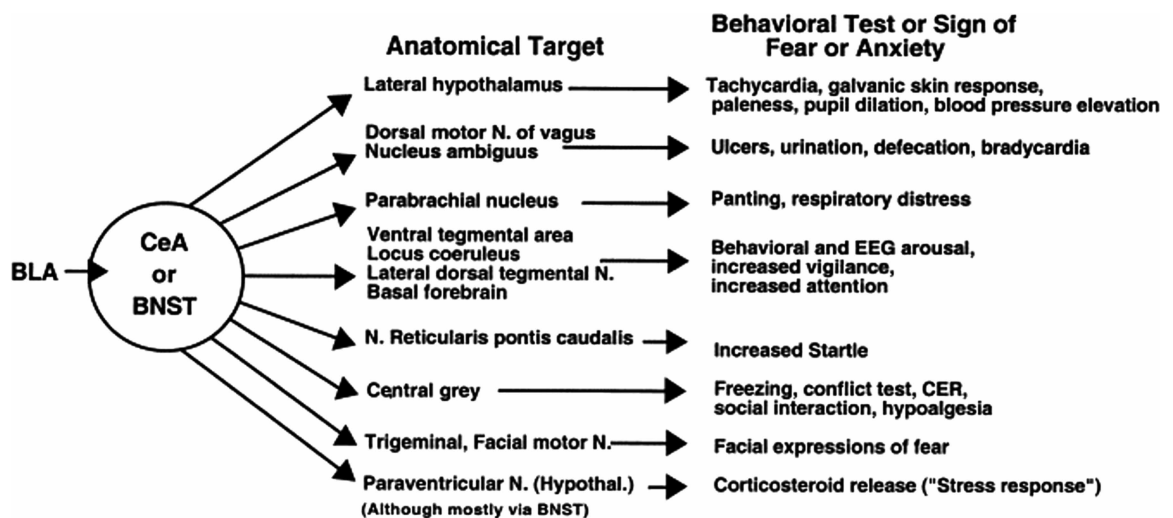 Anatomical Target
Behavioral Test or Sign of
Fear or Anxiety
BLA
CeA
or
BNST
Lateral hypothalamus
Tachycardia, galvanic skin response,
paleness, pupil dilation, blood pressure elevation
Dorsal motor N. of vagus
Nucleus ambiguus
Ulcers, urination, defecation, bradycardia
Parabrachial nucleus
Panting, respiratory distress
Ventral tegmental area
Locus coeruleus
Lateral dorsal tegmental N.
Basal forebrain
Behavioral and EEG arousal,
increased vigilance,
increased attention
N. Reticularis pontis caudalis
Increased Startle
Central grey
Freezing, conflict test, CER,
social interaction, hypoalgesia
Trigeminal, Facial motor N.
Facial expressions of fear
Paraventricular N. (Hypothal.)
(Although mostly via BNST)
Corticosteroid release ("Stress response")